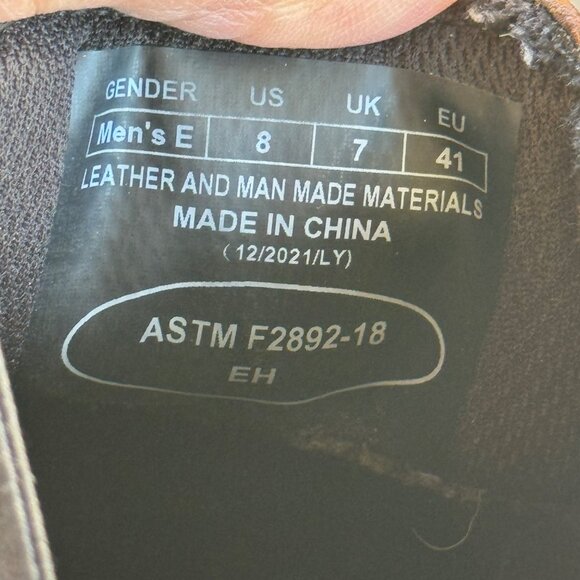 GENDER US UK EU
Men's E 8 7 41
LEATHER AND MAN MADE MATERIALS
MADE IN CHINA
(12/2021/LY)
ASTM F2892-18
EH